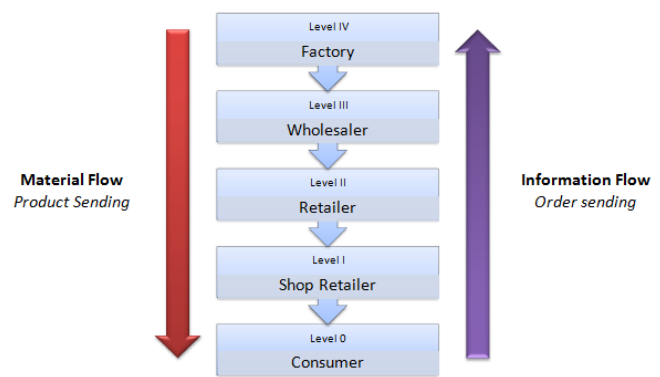 Level IV
Factory
Level III
Wholesaler
Material Flow
Product Sending
Level II
Retailer
Information Flow
Order sending
Level I
Shop Retailer
Level 0
Consumer